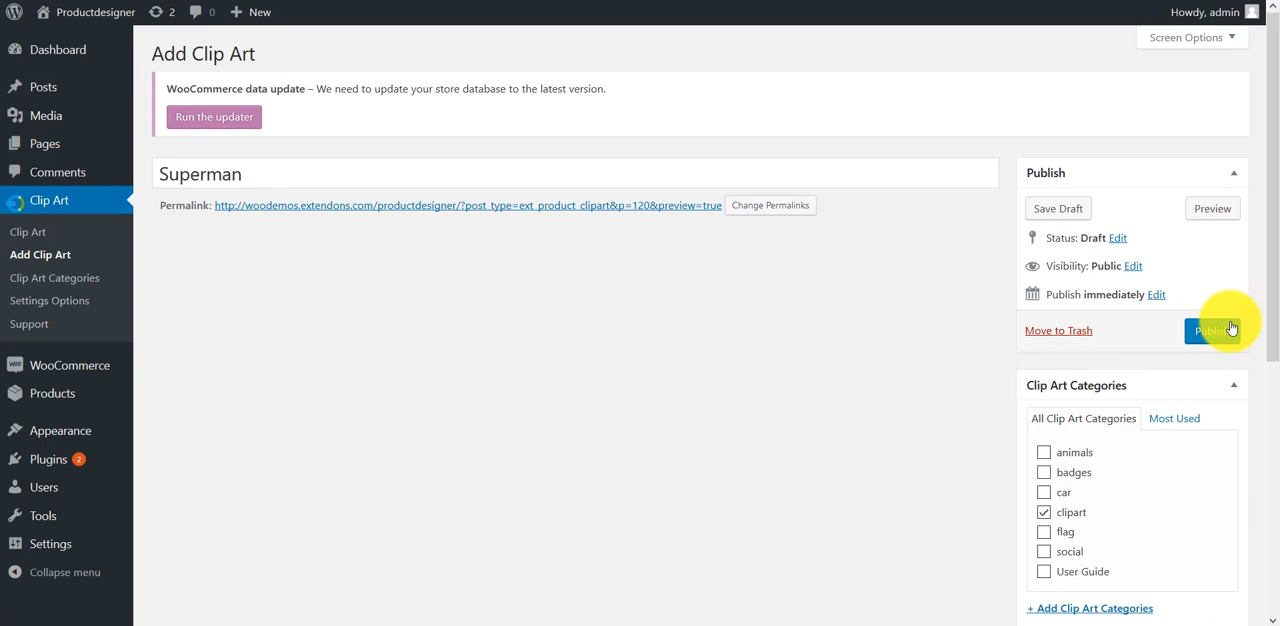 Productdesigner 2 0 New Howdy, admin
Screen Options
Dashboard
Posts
Media
Pages
Comments
Clip Art
Clip Art
Add Clip Art
Clip Art Categories
Settings Options
Support
WooCommerce
Products
Appearance
Plugins 2
Users
Tools
Settings
Collapse menu
Add Clip Art
WooCommerce data update – We need to update your store database to the latest version.
Run the updater
Superman
Permalink: http://woodemos.extendons.com/productdesigner/?post_type=ext_product_clipart&p=120&preview=true Change Permalinks
Publish
Save Draft Preview
Status: Draft Edit
Visibility: Public Edit
Publish immediately Edit
Move to Trash Publish
Clip Art Categories
All Clip Art Categories Most Used
animals
badges
car
clipart
flag
social
User Guide
+ Add Clip Art Categories